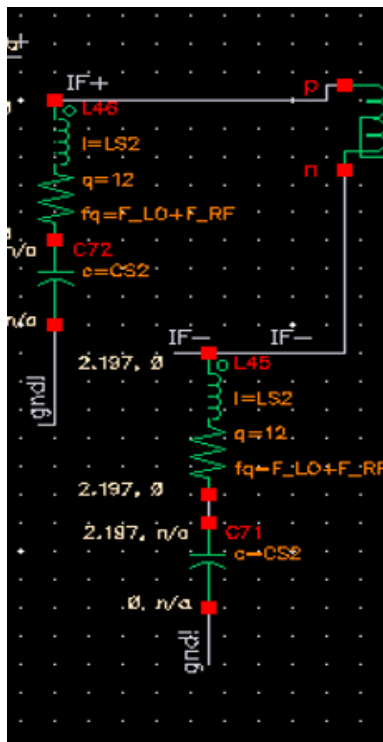 IF+
p
L46
l=LS2
q=12
n
fq=F_LO+F_RF
n/a
C72
c=CS2
n/a
gnd!
IF- IF-
2.197, 0
L45
l=LS2
q=12
fq=F_LO+F_RF
2.197, 0
2.197, n/a
C71
c=CS2
0, n/a
gnd!